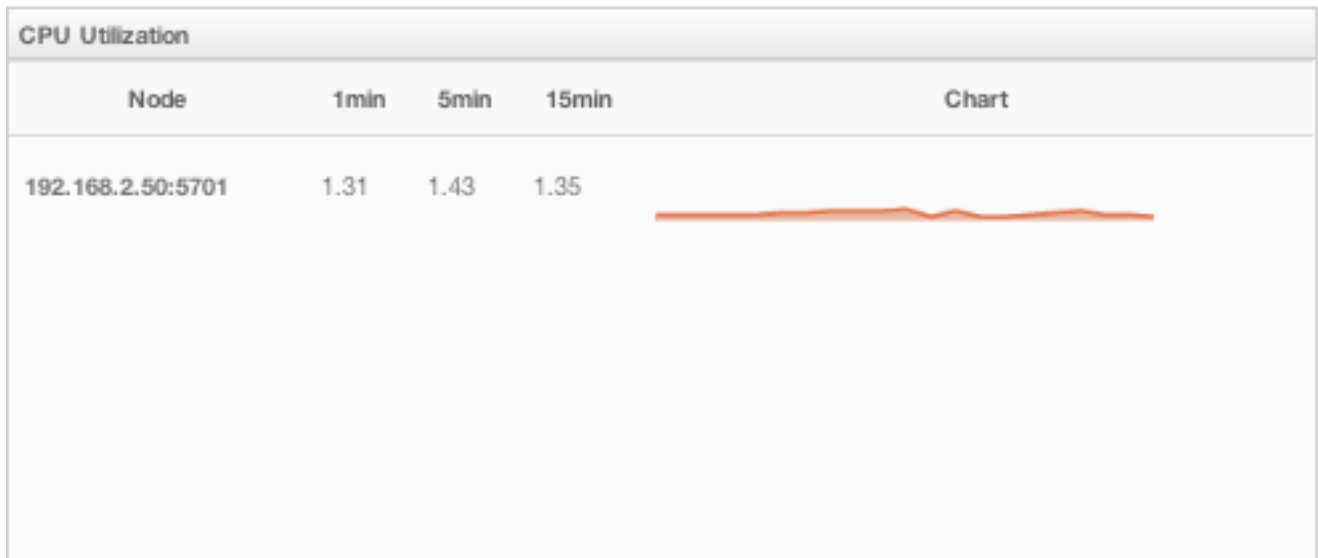 CPU Utilization
Node 1min 5min 15min Chart
192.168.2.50:5701 1.31 1.43 1.35